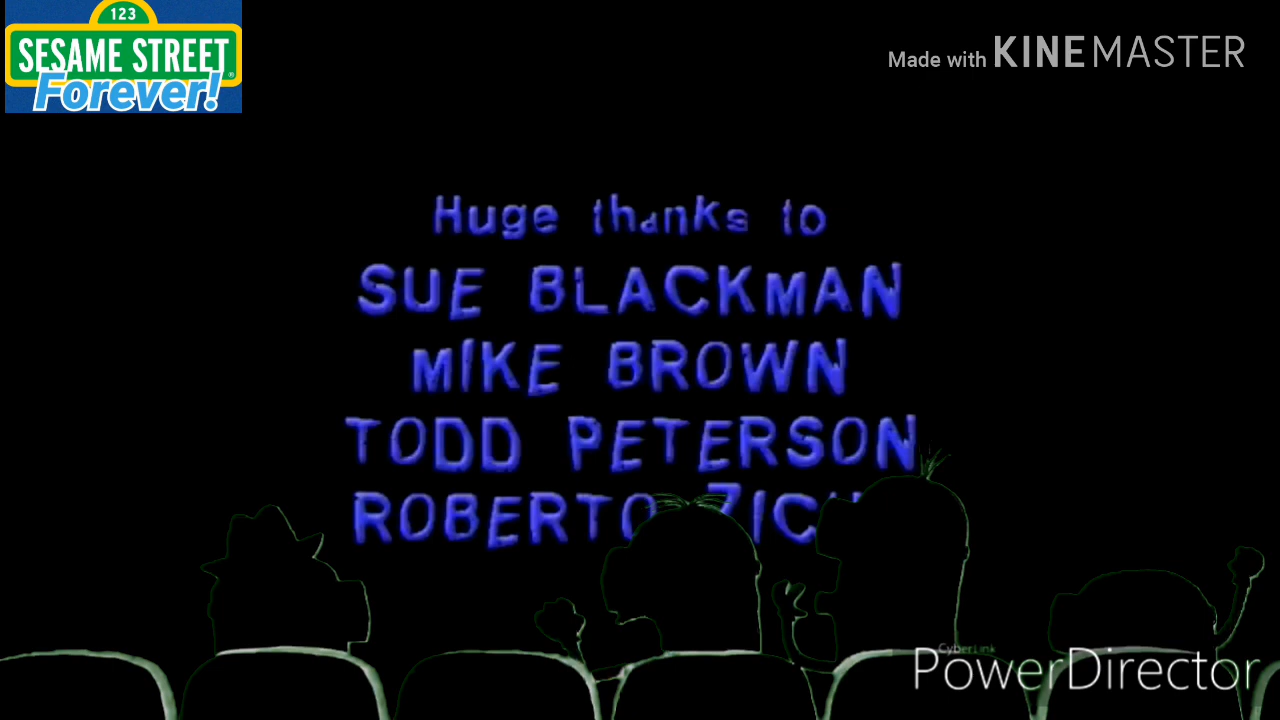 123
SESAME STREET
Forever!
Made with KINEMASTER
Huge thanks to
SUE BLACKMAN
MIKE BROWN
TODD PETERSON
ROBERTO
CyberLink
PowerDirector